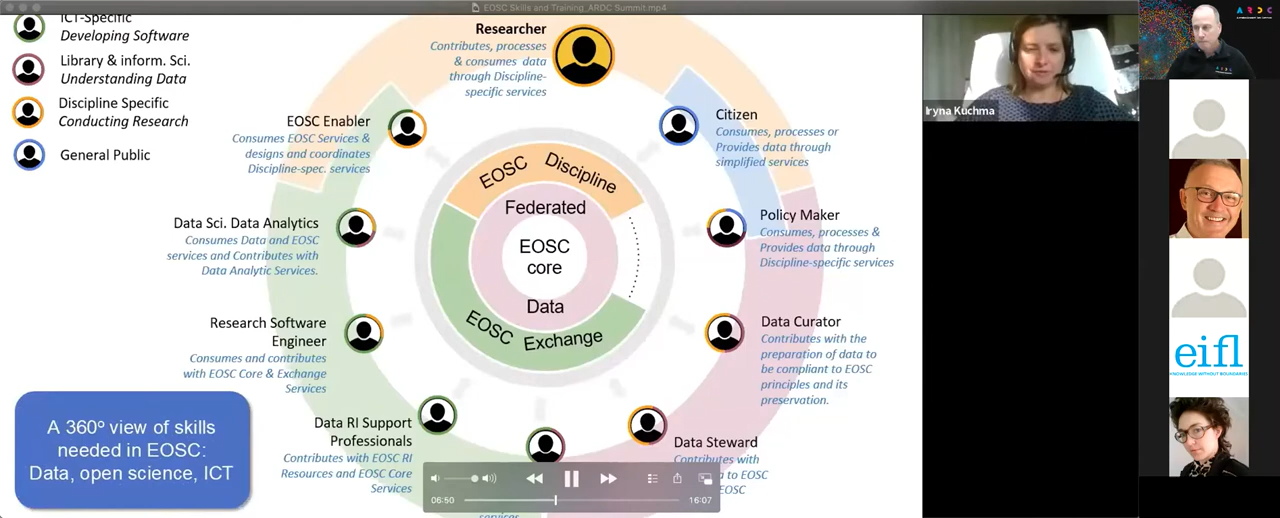 EOSC Skills and Training_ARDC Summit.mp4
ICT-Specific
Developing Software
Library & inform. Sci.
Understanding Data
Discipline Specific
Conducting Research
General Public
Researcher
Contributes, processes
& consumes data
through Discipline-
specific services
EOSC Enabler
Consumes EOSC Services &
designs and coordinates
Discipline-spec. services
Data Sci. Data Analytics
Consumes Data and EOSC
services and Contributes with
Data Analytic Services.
Research Software
Engineer
Consumes and contributes
with EOSC Core & Exchange
Services
Data RI Support
Professionals
Contributes with EOSC RI
Resources and EOSC Core
Services
A 360º view of skills
needed in EOSC:
Data, open science, ICT
EOSC Discipline
Federated
EOSC
core
Data
EOSC Exchange
Citizen
Consumes, processes or
Provides data through
simplified services
Policy Maker
Consumes, processes &
Provides data through
Discipline-specific services
Data Curator
Contributes with the
preparation of data to
be compliant to EOSC
principles and its
preservation.
Data Steward
Contributes with
to EOSC
EOSC
services
06:50
16:07
Iryna Kuchma
ARDC
eifl
KNOWLEDGE WITHOUT BOUNDARIES